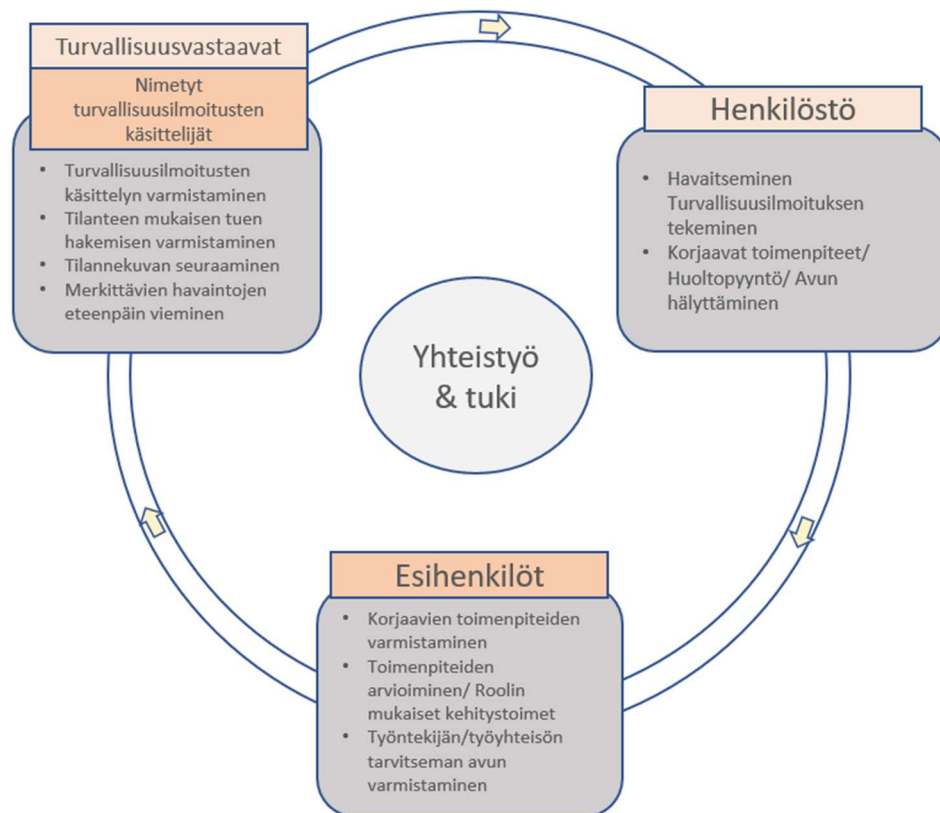 Turvallisuusvastaavat
Nimetyt
turvallisuusilmoitusten
käsittelijät
• Turvallisuusilmoitusten
käsittelyn varmistaminen
• Tilanteen mukaisen tuen
hakemisen varmistaminen
• Tilannekuvan seuraaminen
• Merkittävien havaintojen
eteenpäin vieminen
Henkilöstö
• Havaitseminen
Turvallisuusilmoituksen
tekeminen
• Korjaavat toimenpiteet/
Huoltopyyntö/ Avun
hälyttäminen
Yhteistyö
& tuki
Esihenkilöt
• Korjaavien toimenpiteiden
varmistaminen
• Toimenpiteiden
arvioiminen/ Roolin
mukaiset kehitystoimet
• Työntekijän/työyhteisön
tarvitseman avun
varmistaminen